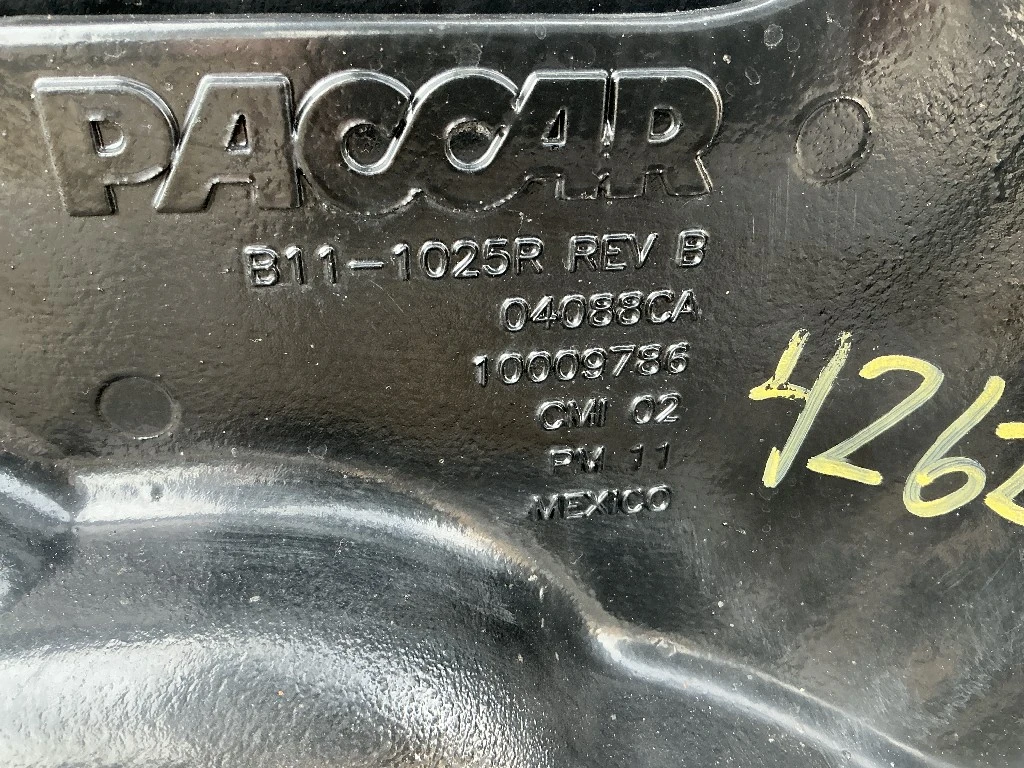 PACCAR
B11-1025R REV B
04088CA
10009786
CMI 02
PM 11
MEXICO
426